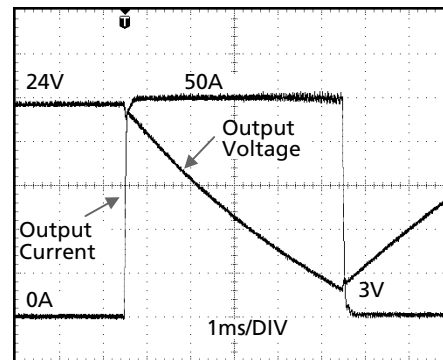 T
24V
50A
Output
Voltage
Output
Current
0A
3V
1ms/DIV